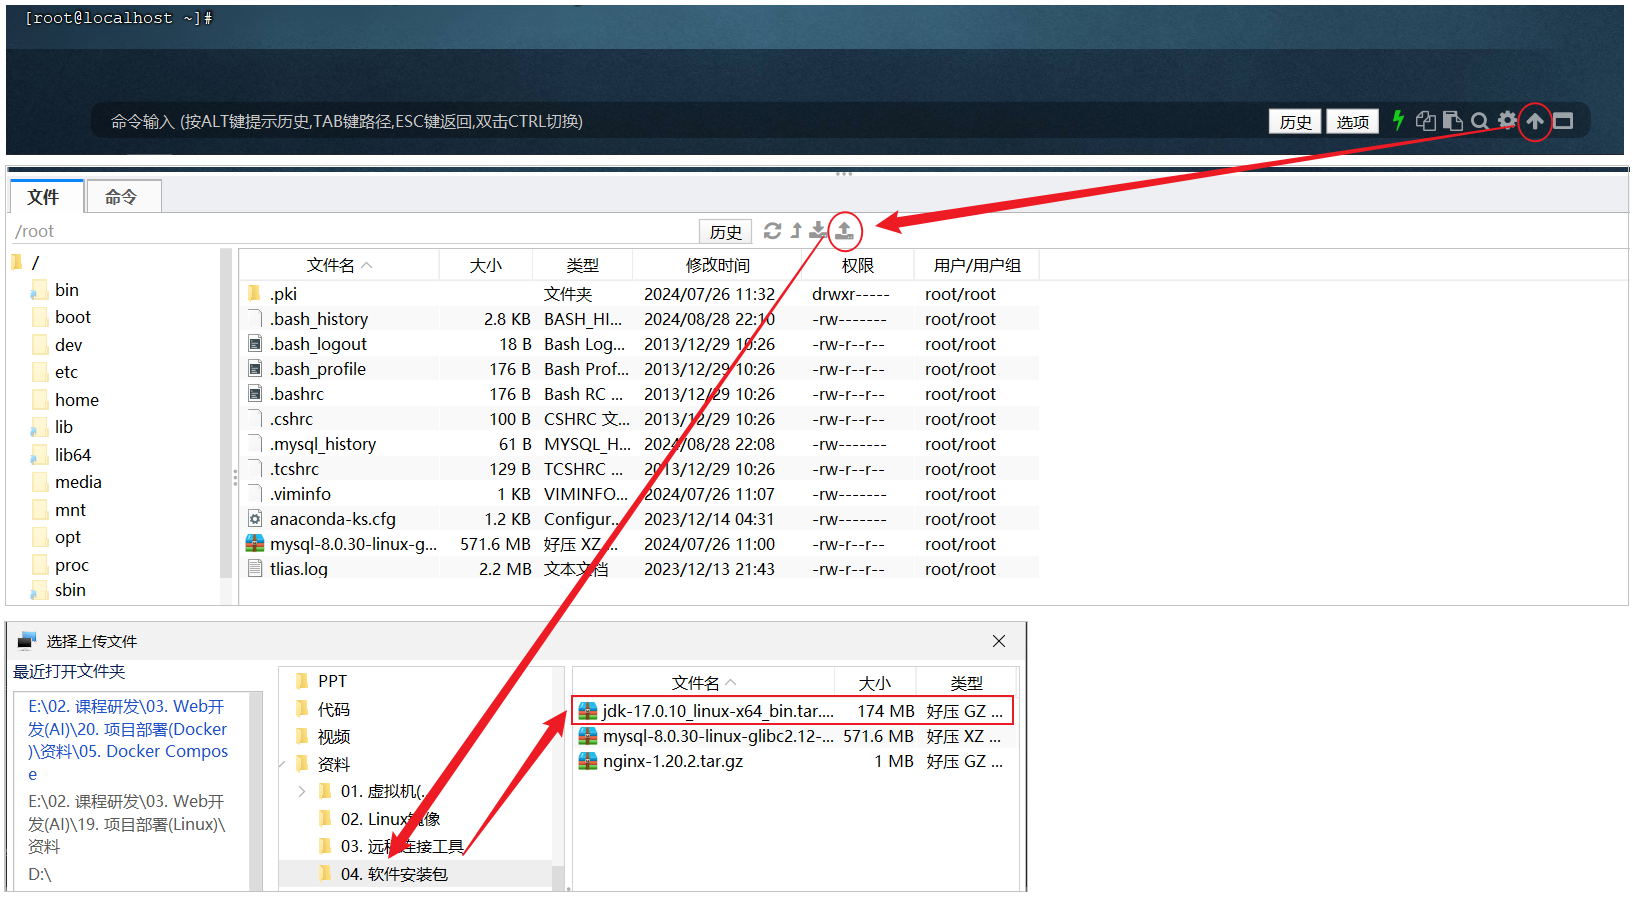 [root@localhost ~]#
命令输入 (按ALT键提示历史,TAB键路径,ESC键返回,双击CTRL切换)
历史 选项
文件 命令
/root
历史
/
bin
boot
dev
etc
home
lib
lib64
media
mnt
opt
proc
sbin
文件名 大小 类型 修改时间 权限 用户/用户组
.pki 文件夹 2024/07/26 11:32 drwxr----- root/root
.bash_history 2.8 KB BASH_HI... 2024/08/28 22:10 -rw------- root/root
.bash_logout 18 B Bash Log... 2013/12/29 10:26 -rw-r--r-- root/root
.bash_profile 176 B Bash Prof... 2013/12/29 10:26 -rw-r--r-- root/root
.bashrc 176 B Bash RC ... 2013/12/29 10:26 -rw-r--r-- root/root
.cshrc 100 B CSHRC 文... 2013/12/29 10:26 -rw-r--r-- root/root
.mysql_history 61 B MYSQL_H... 2024/08/28 22:08 -rw------- root/root
.tcshrc 129 B TCSHRC ... 2013/12/29 10:26 -rw-r--r-- root/root
.viminfo 1 KB VIMINFO... 2024/07/26 11:07 -rw------- root/root
anaconda-ks.cfg 1.2 KB Configur... 2023/12/14 04:31 -rw------- root/root
mysql-8.0.30-linux-g... 571.6 MB 好压 XZ ... 2024/07/26 11:00 -rw-r--r-- root/root
tlias.log 2.2 MB 文本文档 2023/12/13 21:43 -rw-r--r-- root/root
选择上传文件
最近打开文件夹
E:\02. 课程研发\03. Web开
发(AI)\20. 项目部署(Docker
)\资料\05. Docker Compos
e
E:\02. 课程研发\03. Web开
发(AI)\19. 项目部署(Linux)\
资料
D:\
PPT
代码
视频
资料
01. 虚拟机(...
02. Linux镜像
03. 远程连接工具
04. 软件安装包
文件名 大小 类型
jdk-17.0.10_linux-x64_bin.tar.... 174 MB 好压 GZ ...
mysql-8.0.30-linux-glibc2.12-... 571.6 MB 好压 XZ ...
nginx-1.20.2.tar.gz 1 MB 好压 GZ ...